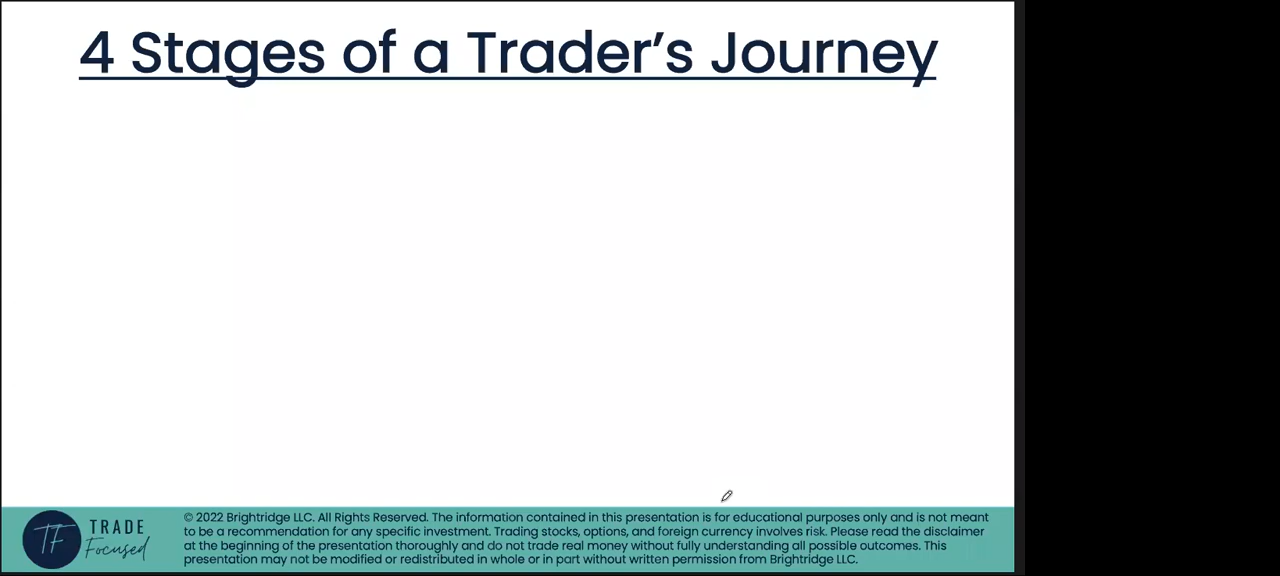 4 Stages of a Trader’s Journey
TF
TRADE
Focused
© 2022 Brightridge LLC. All Rights Reserved. The information contained in this presentation is for educational purposes only and is not meant
to be a recommendation for any specific investment. Trading stocks, options, and foreign currency involves risk. Please read the disclaimer
at the beginning of the presentation thoroughly and do not trade real money without fully understanding all possible outcomes. This
presentation may not be modified or redistributed in whole or in part without written permission from Brightridge LLC.